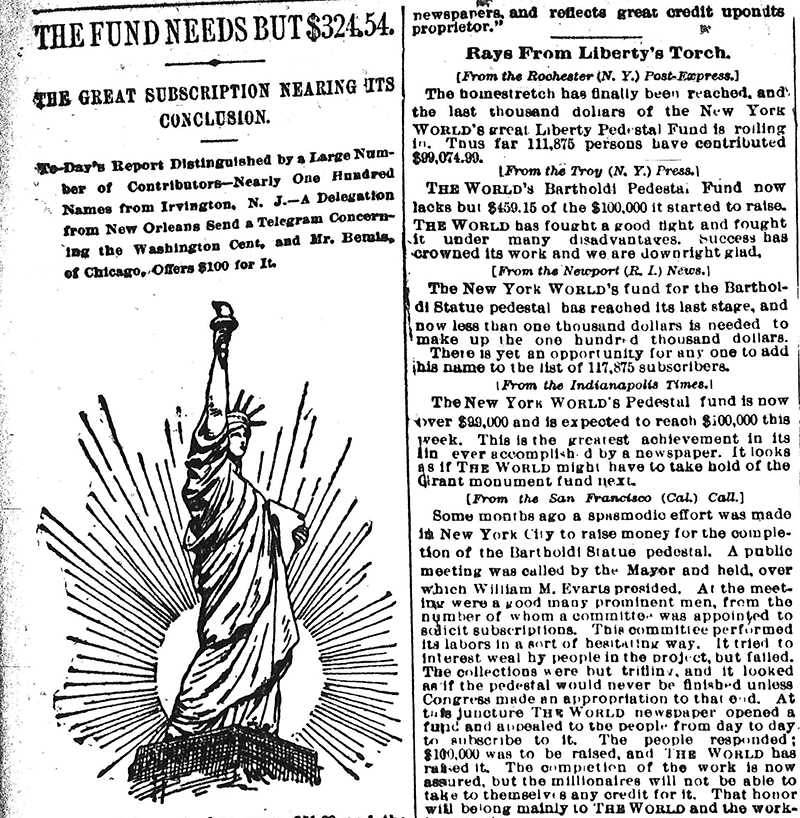 THE FUND NEEDS BUT $324.54.
THE GREAT SUBSCRIPTION NEARING ITS
CONCLUSION.
To-Day's Report Distinguished by a Large Num-
ber of Contributors—Nearly One Hundred
Names from Irvington, N. J.—A Delegation
from New Orleans Send a Telegram Concern-
ing the Washington Cent, and Mr. Bemis,
of Chicago, Offers $100 for It.
newspapers, and reflects great credit upon its
proprietor."
Rays From Liberty's Torch.
[From the Rochester (N. Y.) Post-Express.]
The homestretch has finally been reached, and
the last thousand dollars of the New York
WORLD'S great Liberty Pedestal Fund is rolling
in. Thus far 111,875 persons have contributed
$99,074.99.
[From the Troy (N. Y.) Press.]
THE WORLD'S Bartholdi Pedestal Fund now
lacks but $459.15 of the $100,000 it started to raise.
THE WORLD has fought a good fight and fought
it under many disadvantages. Success has
crowned its work and we are downright glad.
[From the Newport (R. I.) News.]
The New York WORLD'S fund for the Barthol-
di Statue pedestal has reached its last stage, and
now less than one thousand dollars is needed to
make up the one hundred thousand dollars.
There is yet an opportunity for any one to add
his name to the list of 117,875 subscribers.
[From the Indianapolis Times.]
The New York WORLD'S Pedestal fund is now
over $99,000 and is expected to reach $100,000 this
week. This is the greatest achievement in its
lin ever accomplished by a newspaper. It looks
as if THE WORLD might have to take hold of the
Grant monument fund next.
[From the San Francisco (Cal.) Call.]
Some months ago a spasmodic effort was made
in New York City to raise money for the comple-
tion of the Bartholdi Statue pedestal. A public
meeting was called by the Mayor and held, over
which William M. Evarts presided. At the meet-
ing were a good many prominent men, from the
number of whom a committee was appointed to
solicit subscriptions. This committee performed
its labors in a sort of hesitating way. It tried to
interest wealthy people in the project, but failed.
The collections were but trifling, and it looked
as if the pedestal would never be finished unless
Congress made an appropriation to that end. At
this juncture THE WORLD newspaper opened a
fund and appealed to the people from day to day
to subscribe to it. The people responded;
$100,000 was to be raised, and THE WORLD has
raised it. The completion of the work is now
assured, but the millionaires will not be able to
take to themselves any credit for it. That honor
will belong mainly to THE WORLD and the work-